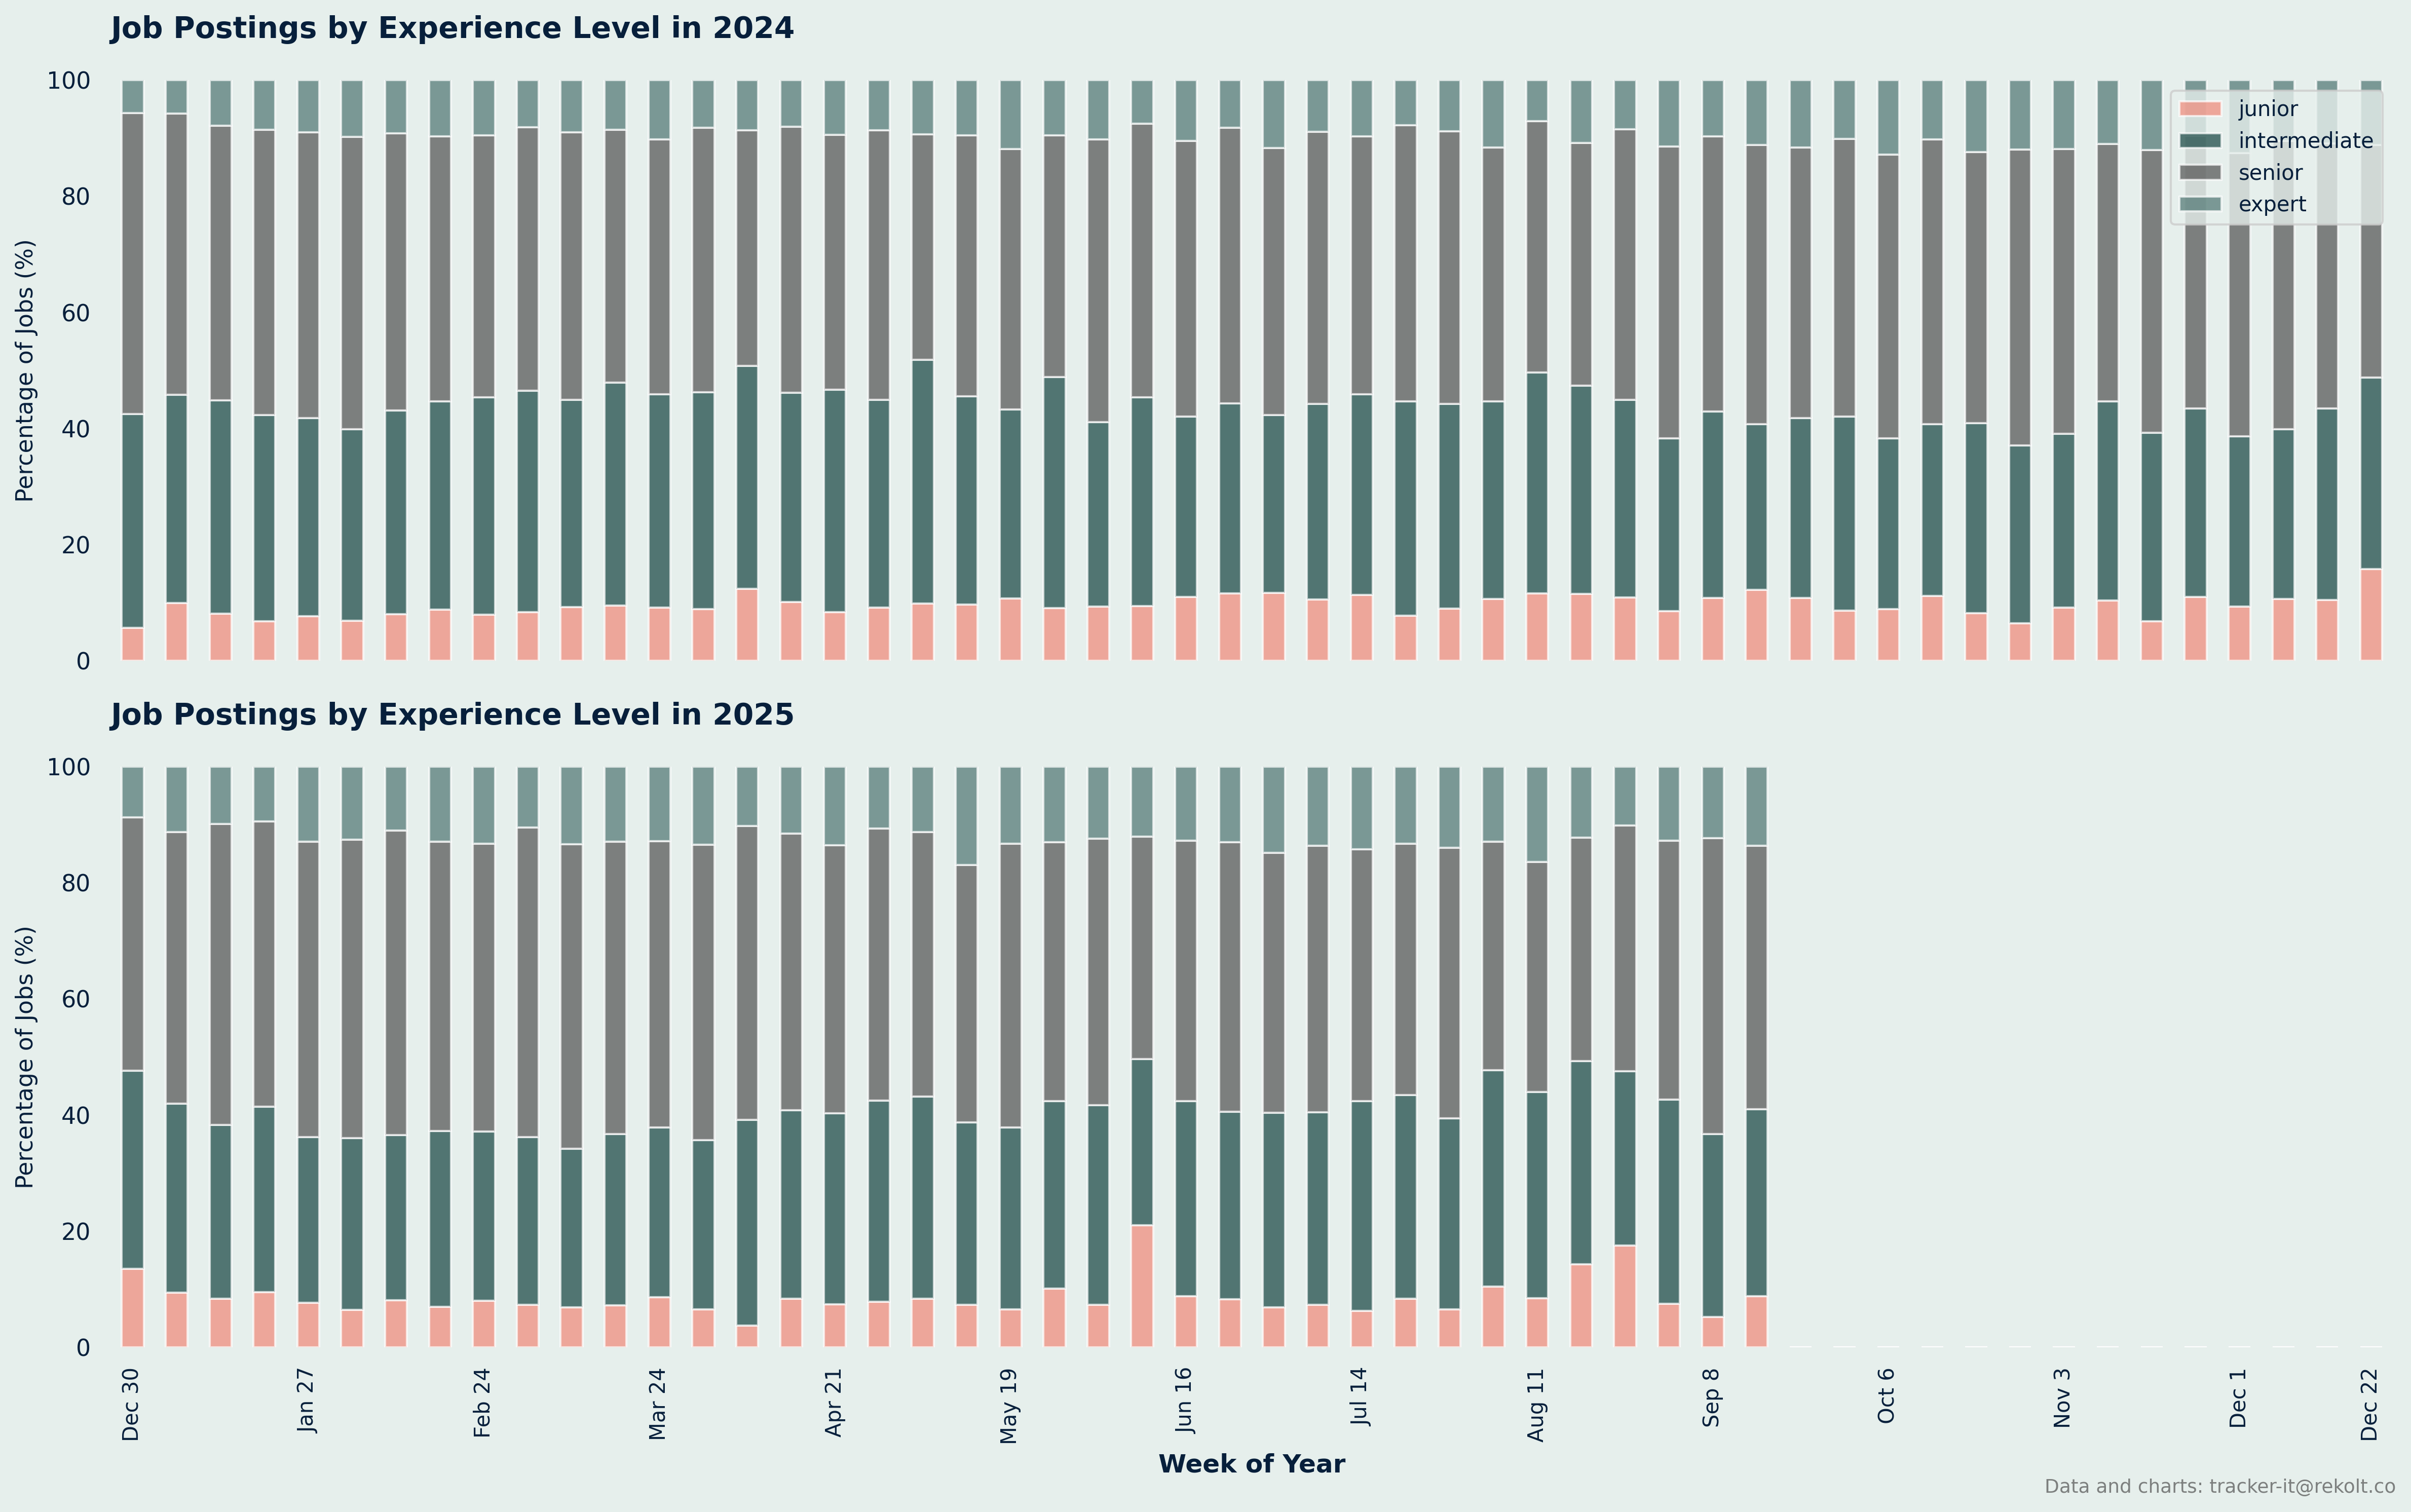 Job Postings by Experience Level in 2024
Percentage of Jobs (%)
100
80
60
40
20
0
junior
intermediate
senior
expert
Job Postings by Experience Level in 2025
Percentage of Jobs (%)
100
80
60
40
20
0
Dec 30
Jan 27
Feb 24
Mar 24
Apr 21
May 19
Jun 16
Jul 14
Aug 11
Sep 8
Oct 6
Nov 3
Dec 1
Dec 22
Week of Year
Data and charts: tracker-it@rekolt.co